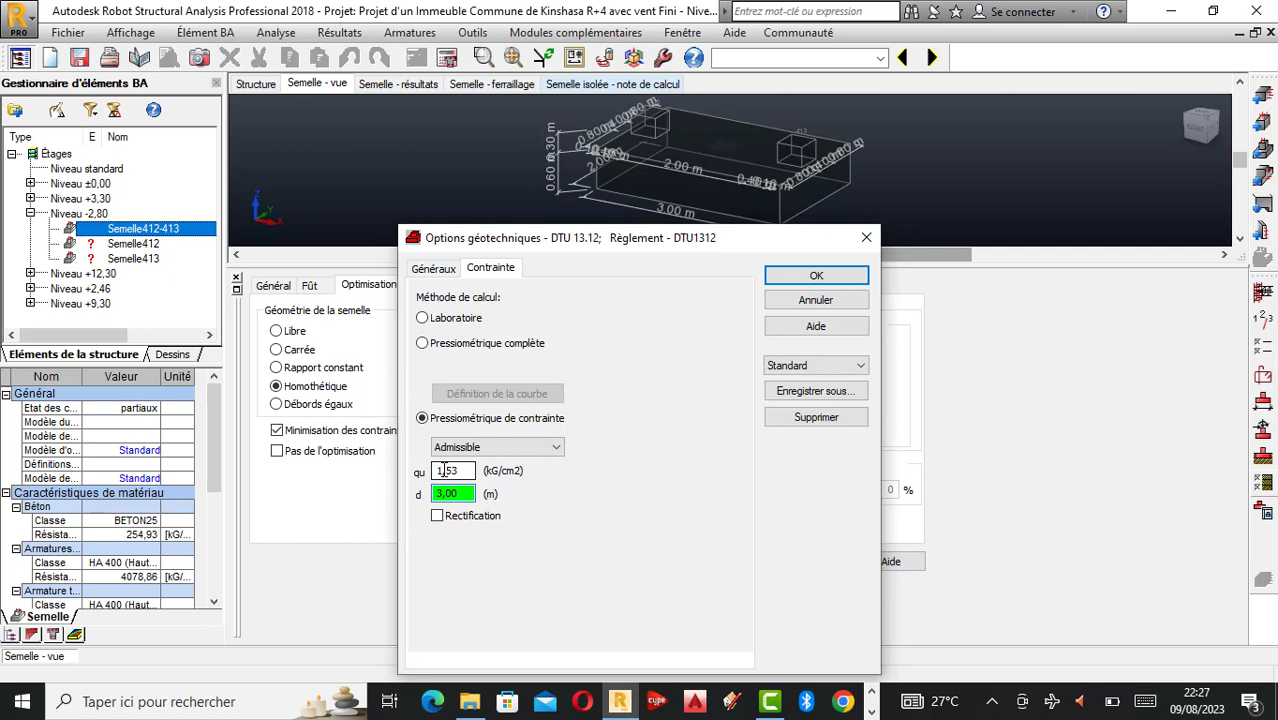 Autodesk Robot Structural Analysis Professional 2018 - Projet: Projet d'un Immeuble Commune de Kinshasa R+4 avec vent Fini - Nive...
Entrez mot-clé ou expression
Se connecter
PRO
Fichier Affichage Élément BA Analyse Résultats Armatures Outils Modules complémentaires Fenêtre Aide Communauté
Gestionnaire d'éléments BA
Structure Semelle - vue Semelle - résultats Semelle - ferraillage Semelle isolée - note de calcul
Type E Nom
Étages
Niveau standard
Niveau ±0,00
Niveau +3,30
Niveau -2,80
Semelle412-413
? Semelle412
? Semelle413
Niveau +12,30
Niveau +2,46
Niveau +9,30
413
2.00 m
3.00 m
0.60 m
Eléments de la structure Dessins
Nom Valeur Unité
Général
Etat des c... partiaux
Modèle du...
Modèle de...
Modèle d'o... Standard
Définitions...
Modèle de... Standard
Caractéristiques de matériau
Béton
Classe BETON25
Résista... 254,93 [kG/...
Armatures...
Classe HA 400 (Haut...
Résista... 4078,86 [kG/...
Armature t...
Classe HA 400 (Haut...
Semelle
Semelle - vue
Général Fût Optimisation
Géométrie de la semelle
Libre
Carrée
Rapport constant
Homothétique
Débords égaux
Minimisation des contrain
Pas de l'optimisation
0 %
Aide
Options géotechniques - DTU 13.12; Règlement - DTU1312
Généraux Contrainte
Méthode de calcul:
Laboratoire
Pressiométrique complète
Définition de la courbe
Pressiométrique de contrainte
Admissible
qu 1,53 (kG/cm2)
d 3,00 (m)
Rectification
OK
Annuler
Aide
Standard
Enregistrer sous...
Supprimer
Taper ici pour rechercher
27°C
22:27
09/08/2023